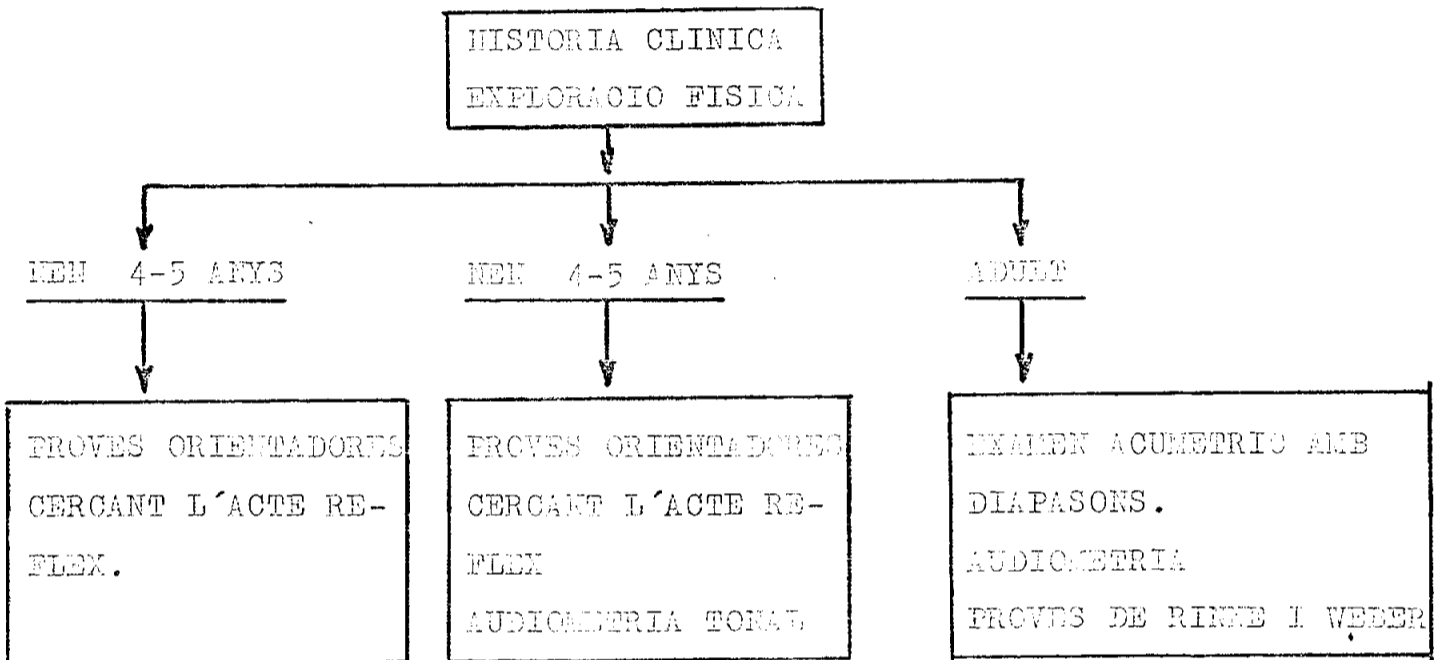 HISTORIA CLINICA
EXPLORACIO FISICA
NEN 4-5 ANYS
NEN 4-5 ANYS
ADULT
PROVES ORIENTADORES
CERCANT L´ACTE RE-
FLEX.
PROVES ORIENTADORES
CERCANT L´ACTE RE-
FLEX
AUDIOMETRIA TONAL
EXAMEN ACUMETRIC AMB
DIAPASONS.
AUDIOMETRIA
PROVES DE RINNE I WEBER